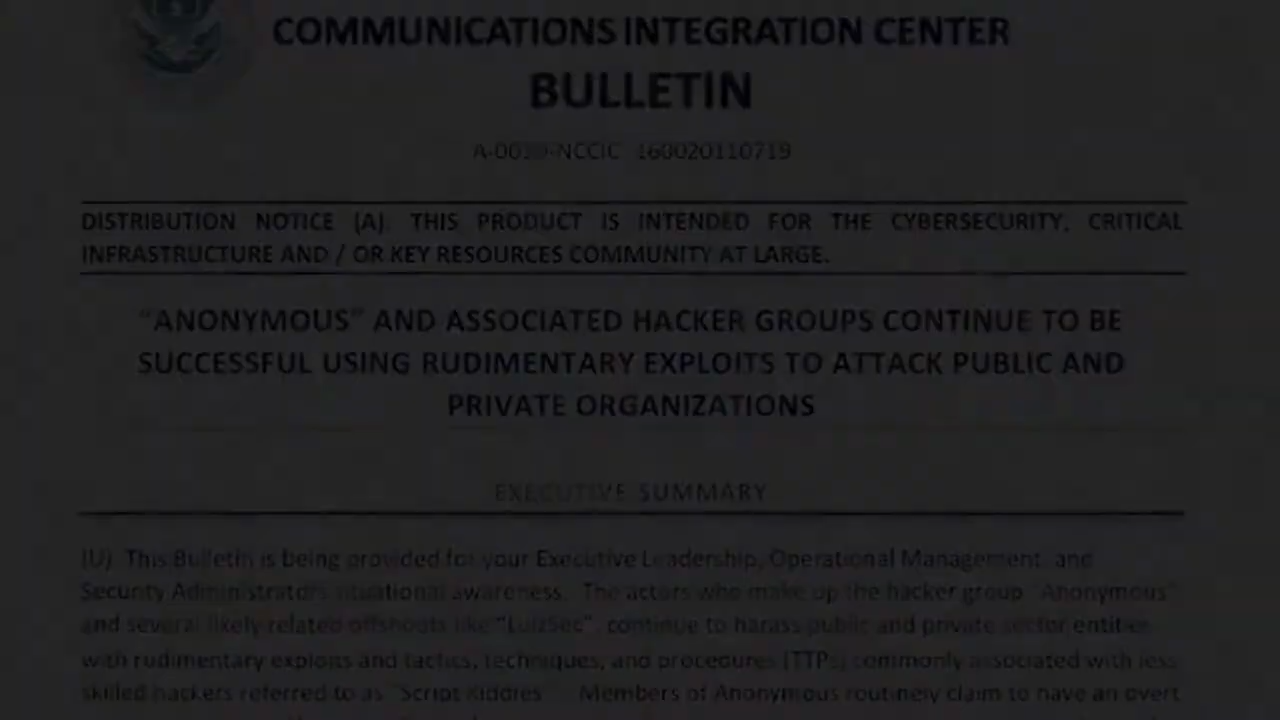 COMMUNICATIONS INTEGRATION CENTER
BULLETIN
A-0010-NCCIC 160020110719
DISTRIBUTION NOTICE (A). THIS PRODUCT IS INTENDED FOR THE CYBERSECURITY, CRITICAL
INFRASTRUCTURE AND / OR KEY RESOURCES COMMUNITY AT LARGE.
"ANONYMOUS" AND ASSOCIATED HACKER GROUPS CONTINUE TO BE
SUCCESSFUL USING RUDIMENTARY EXPLOITS TO ATTACK PUBLIC AND
PRIVATE ORGANIZATIONS
EXECUTIVE SUMMARY
(U) This Bulletin is being provided for your Executive Leadership, Operational Management, and
Security Administrators situational awareness. The actors who make up the hacker group "Anonymous"
and several likely related offshoots like "LulzSec", continue to harass public and private sector entities
with rudimentary exploits and tactics, techniques, and procedures (TTPs) commonly associated with less
skilled hackers referred to as "Script Kiddies". Members of Anonymous routinely claim to have an overt